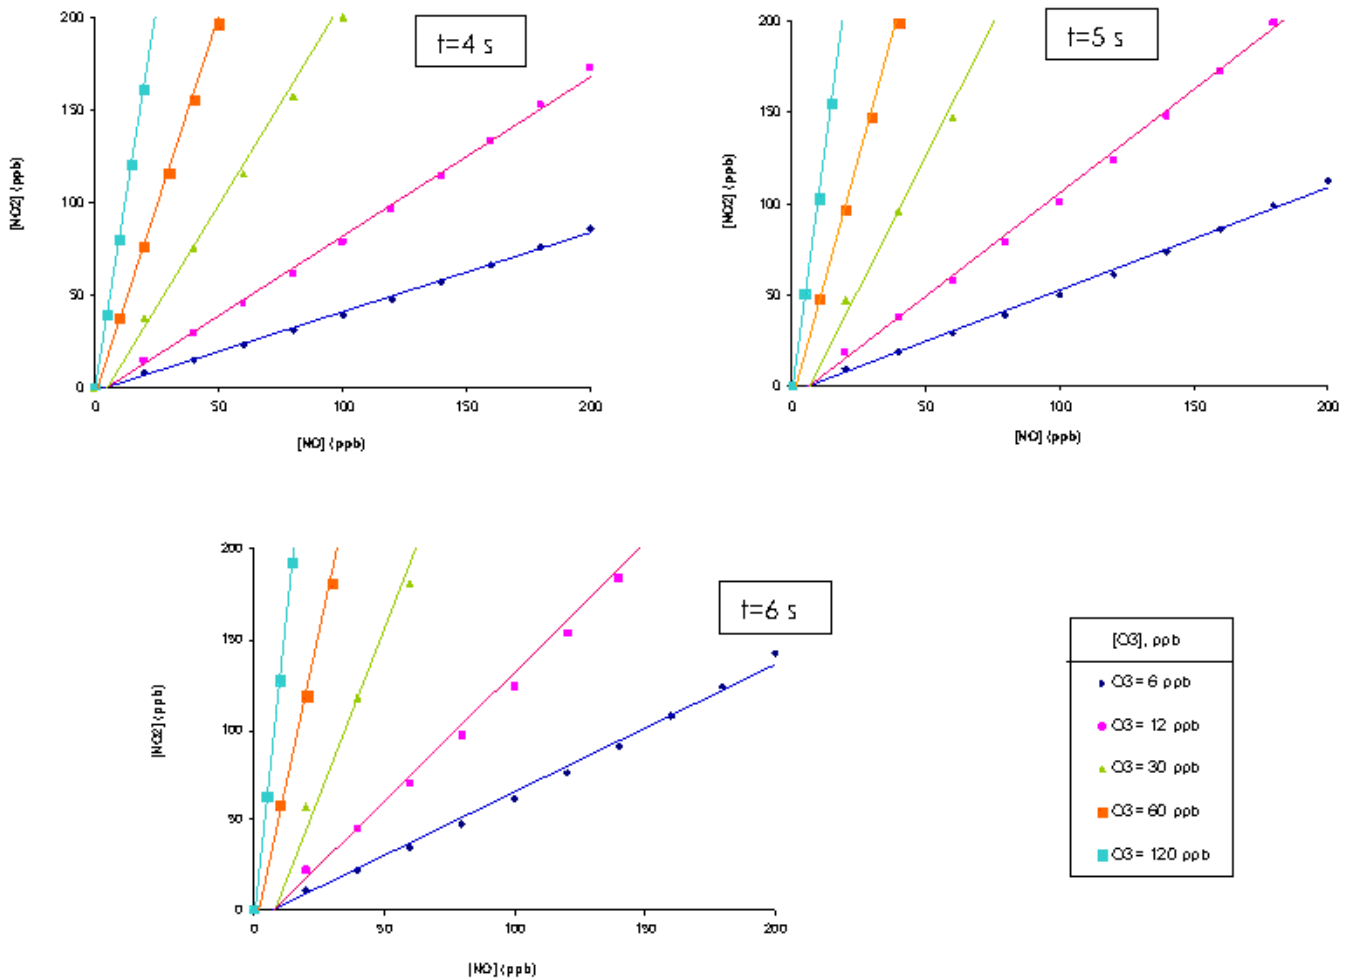 200
150
100
50
0
[NO2] (ppb)
0
50
100
150
200
[NO] (ppb)
t=4 s
200
150
100
50
0
[NO2] (ppb)
0
50
100
150
200
[NO] (ppb)
t=5 s
200
150
100
50
0
[NO2] (ppb)
0
50
100
150
200
[NO] (ppb)
t=6 s
[O3], ppb
O3= 6 ppb
O3= 12 ppb
O3= 30 ppb
O3= 60 ppb
O3= 120 ppb